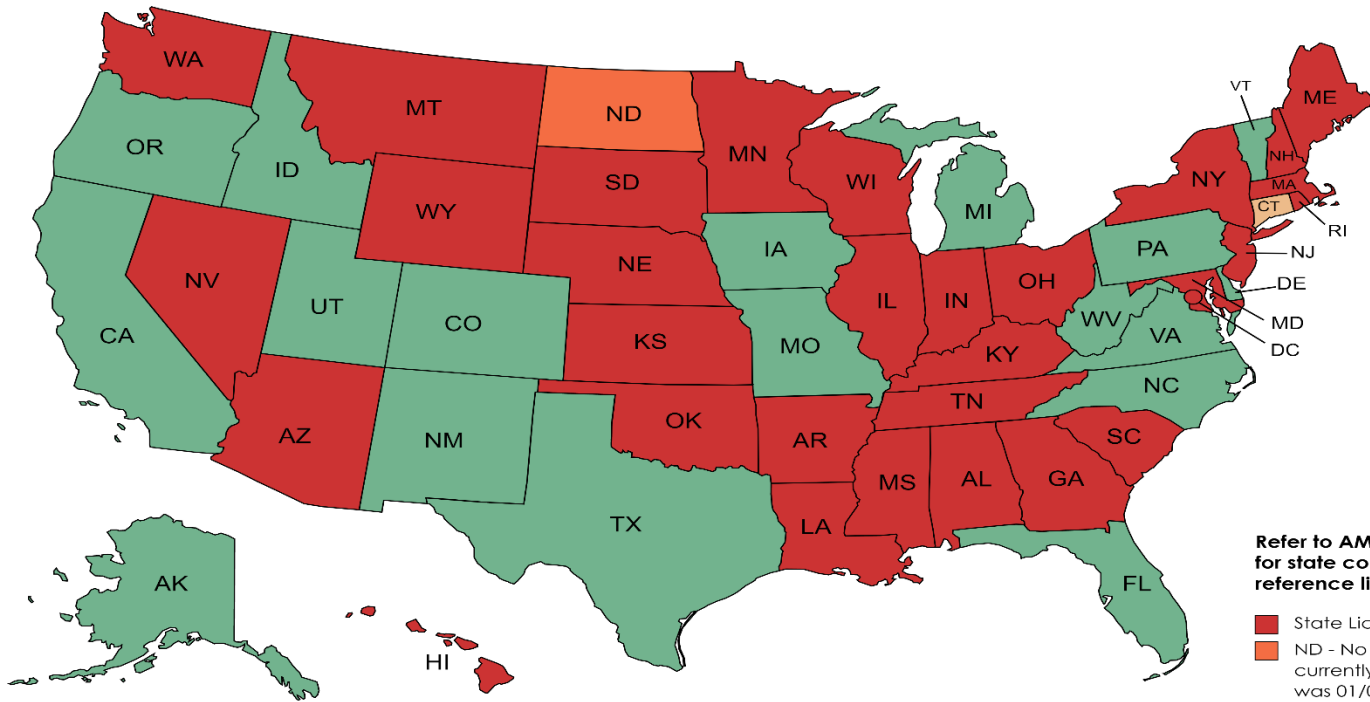 WA
MT
ND
MN
VT
ME
OR
ID
SD
WI
NY
NH
MA
WY
MI
CT
RI
IA
PA
NJ
NV
NE
IL
IN
OH
DE
UT
CO
WV
MD
CA
KS
MO
KY
VA
DC
NC
TN
AZ
NM
OK
AR
SC
MS
AL
GA
TX
LA
Refer to AM
for state co
reference li
AK
FL
State Lic
HI
ND - No
currently
was 01/0